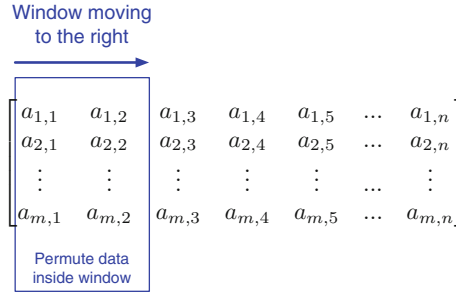 Window moving
to the right
a1,1 a1,2 a1,3 a1,4 a1,5 ... a1,n
a2,1 a2,2 a2,3 a2,4 a2,5 ... a2,n
⋮ ⋮ ⋮ ⋮ ⋮ ... ⋮
am,1 am,2 am,3 am,4 am,5 ... am,n
Permute data
inside window